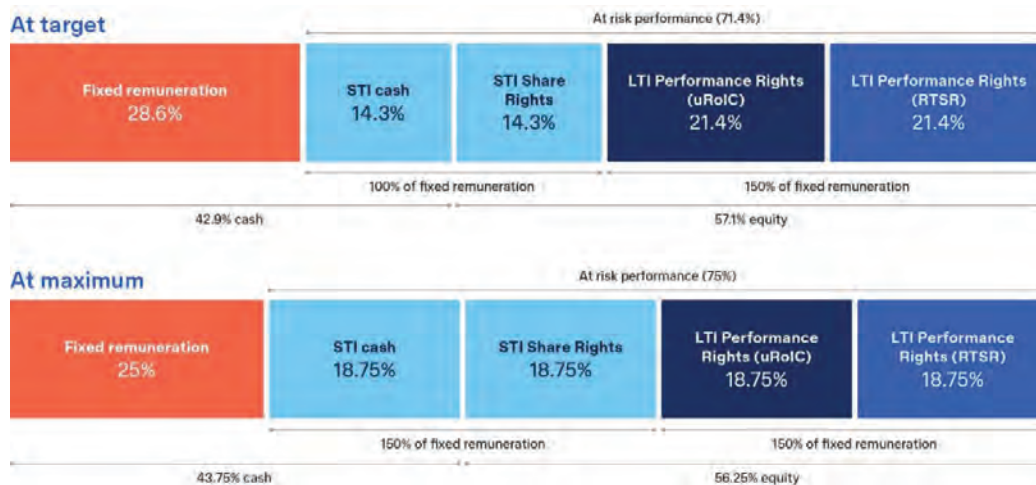 At target
At risk performance (71.4%)
Fixed remuneration
28.6%
STI cash
14.3%
STI Share
Rights
14.3%
LTI Performance Rights
(uRoIC)
21.4%
LTI Performance Rights
(RTSR)
21.4%
100% of fixed remuneration
150% of fixed remuneration
42.9% cash
57.1% equity
At maximum
At risk performance (75%)
Fixed remuneration
25%
STI cash
18.75%
STI Share Rights
18.75%
LTI Performance
Rights (uRoIC)
18.75%
LTI Performance
Rights (RTSR)
18.75%
150% of fixed remuneration
150% of fixed remuneration
43.75% cash
56.25% equity